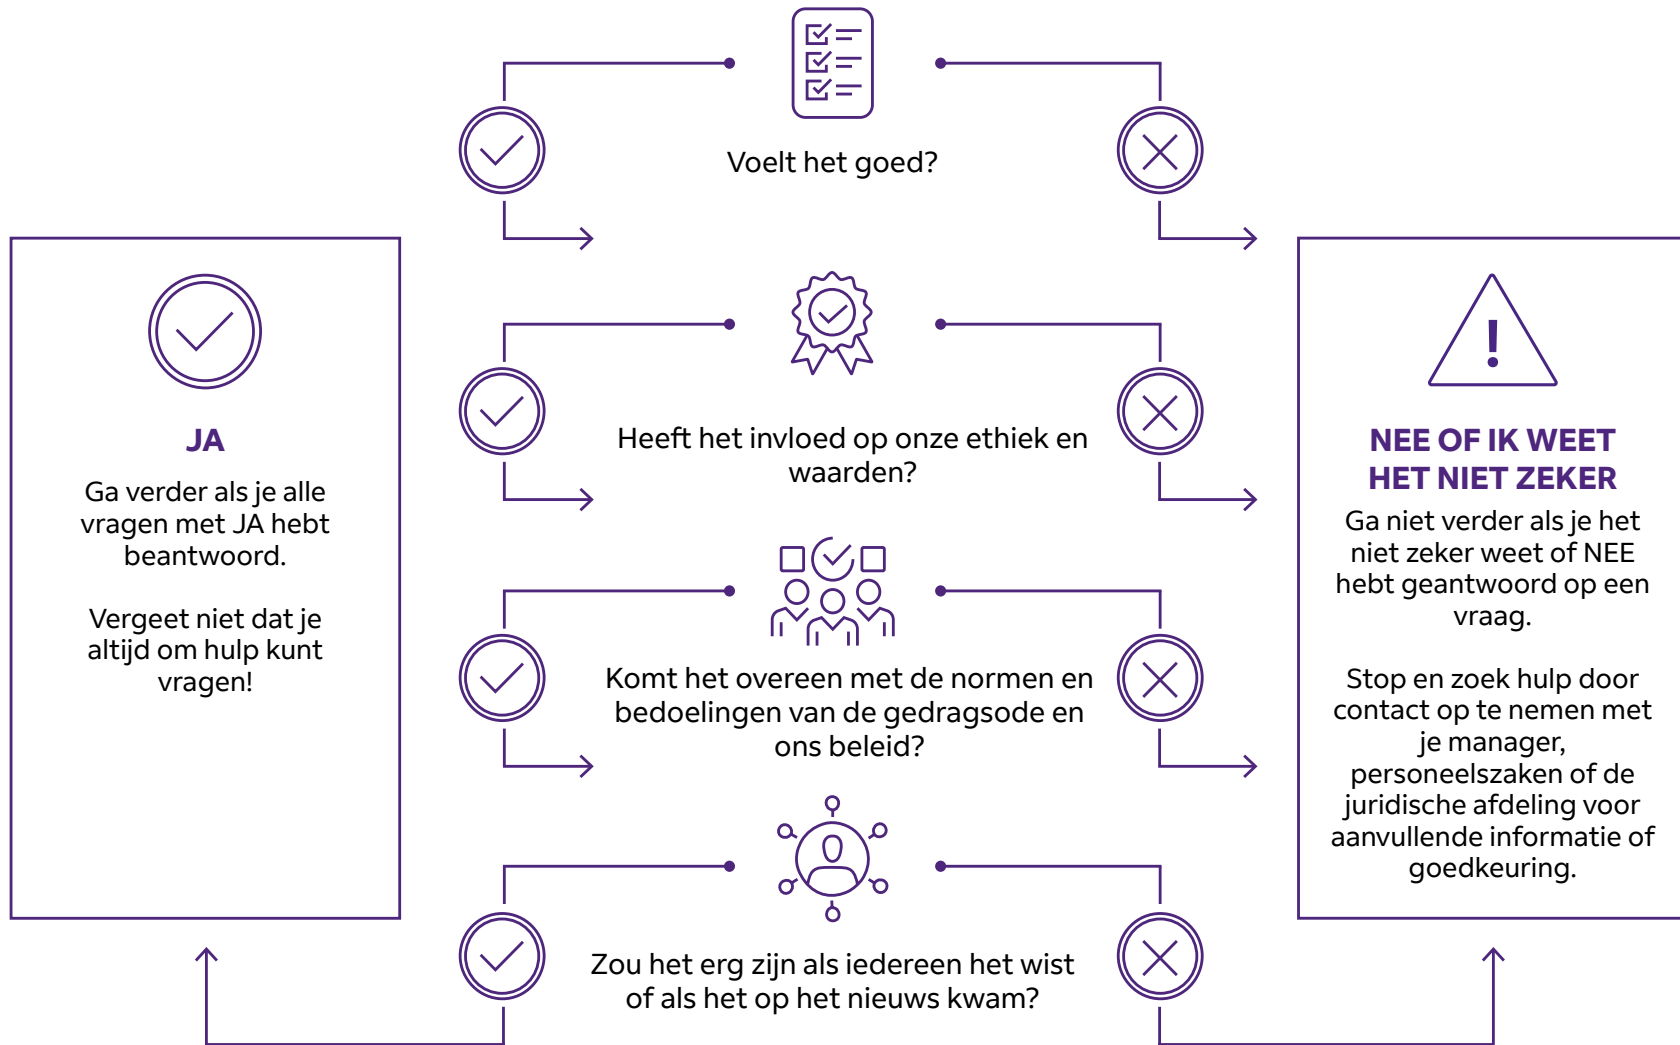 Voelt het goed?
Heeft het invloed op onze ethiek en
waarden?
Komt het overeen met de normen en
bedoelingen van de gedragsode en
ons beleid?
Zou het erg zijn als iedereen het wist
of als het op het nieuws kwam?
JA
Ga verder als je alle
vragen met JA hebt
beantwoord.
Vergeet niet dat je
altijd om hulp kunt
vragen!
NEE OF IK WEET
HET NIET ZEKER
Ga niet verder als je het
niet zeker weet of NEE
hebt geantwoord op een
vraag.
Stop en zoek hulp door
contact op te nemen met
je manager,
personeelszaken of de
juridische afdeling voor
aanvullende informatie of
goedkeuring.